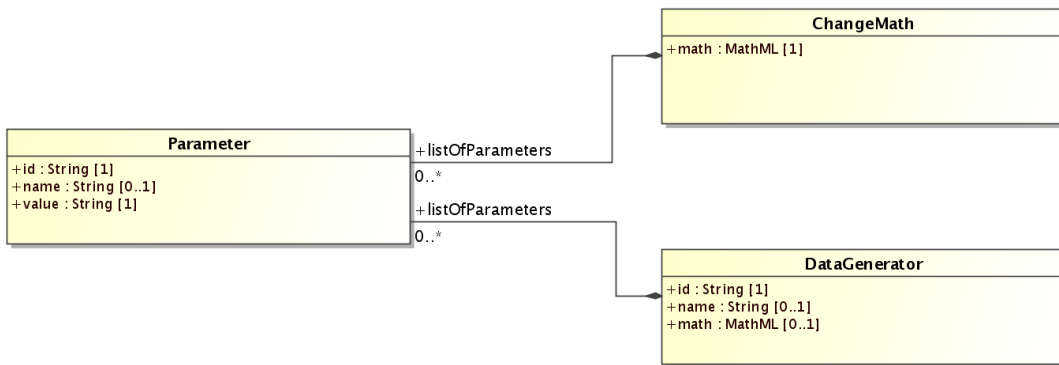 ChangeMath
+math : MathML [1]
Parameter
+id : String [1]
+name : String [0..1]
+value : String [1]
+listOfParameters
0..*
+listOfParameters
0..*
DataGenerator
+id : String [1]
+name : String [0..1]
+math : MathML [0..1]